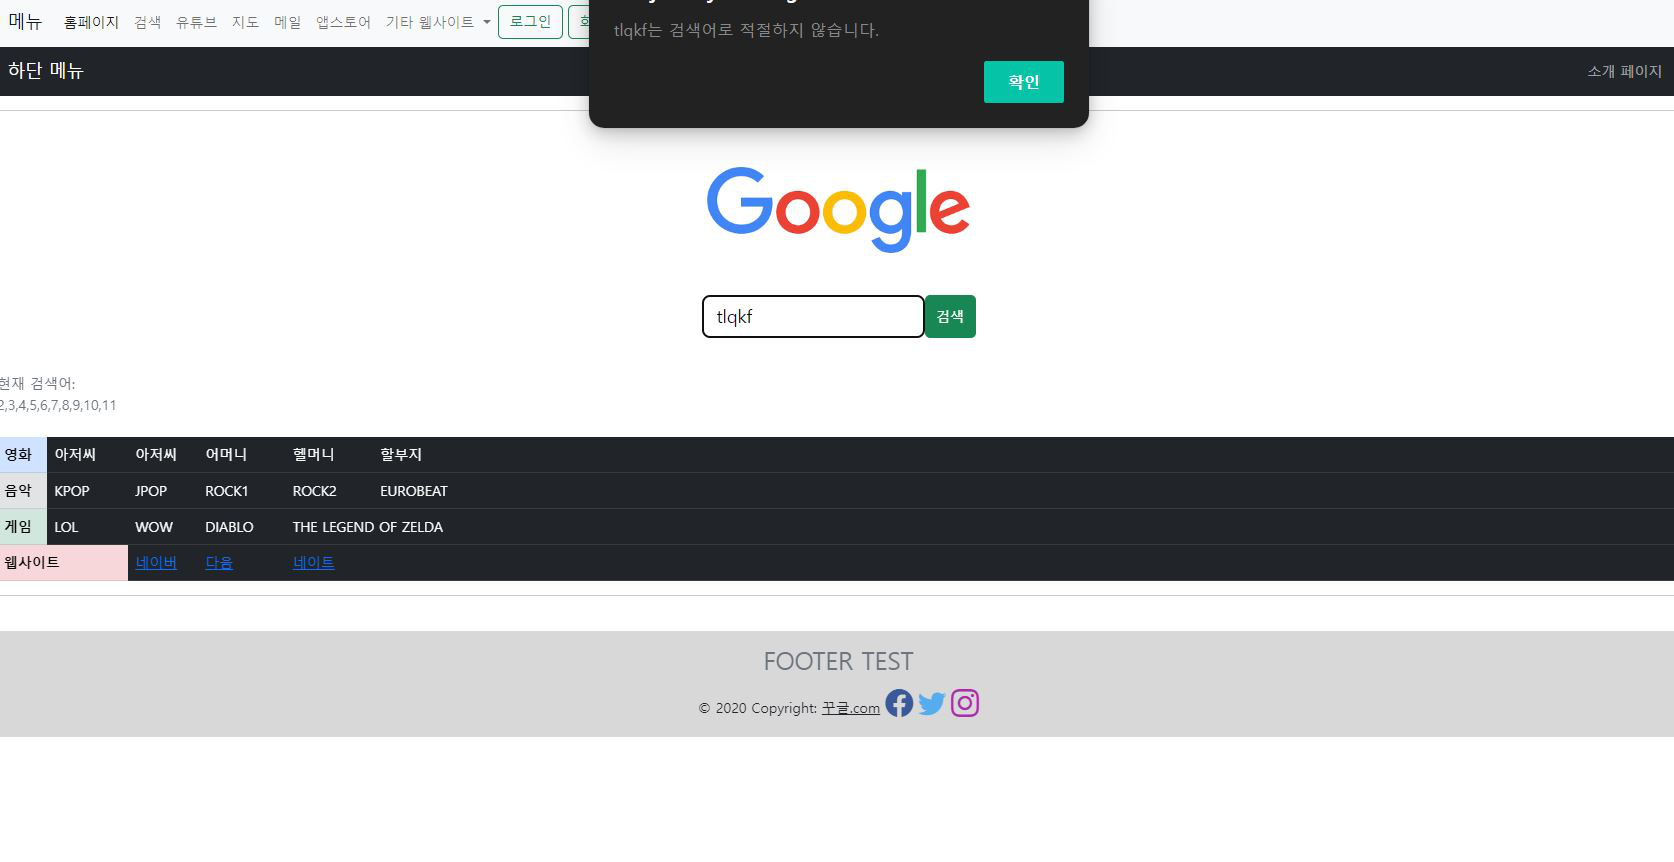 메뉴 홈페이지 검색 유튜브 지도 메일 앱스토어 기타 웹사이트 로그인
tlqkf는 검색어로 적절하지 않습니다.
확인
하단 메뉴 소개 페이지
Google
tlqkf 검색
현재 검색어:
2,3,4,5,6,7,8,9,10,11
영화 아저씨 아저씨 어머니 헬머니 할부지
음악 KPOP JPOP ROCK1 ROCK2 EUROBEAT
게임 LOL WOW DIABLO THE LEGEND OF ZELDA
웹사이트 네이버 다음 네이트
FOOTER TEST
© 2020 Copyright: 꾸글.com